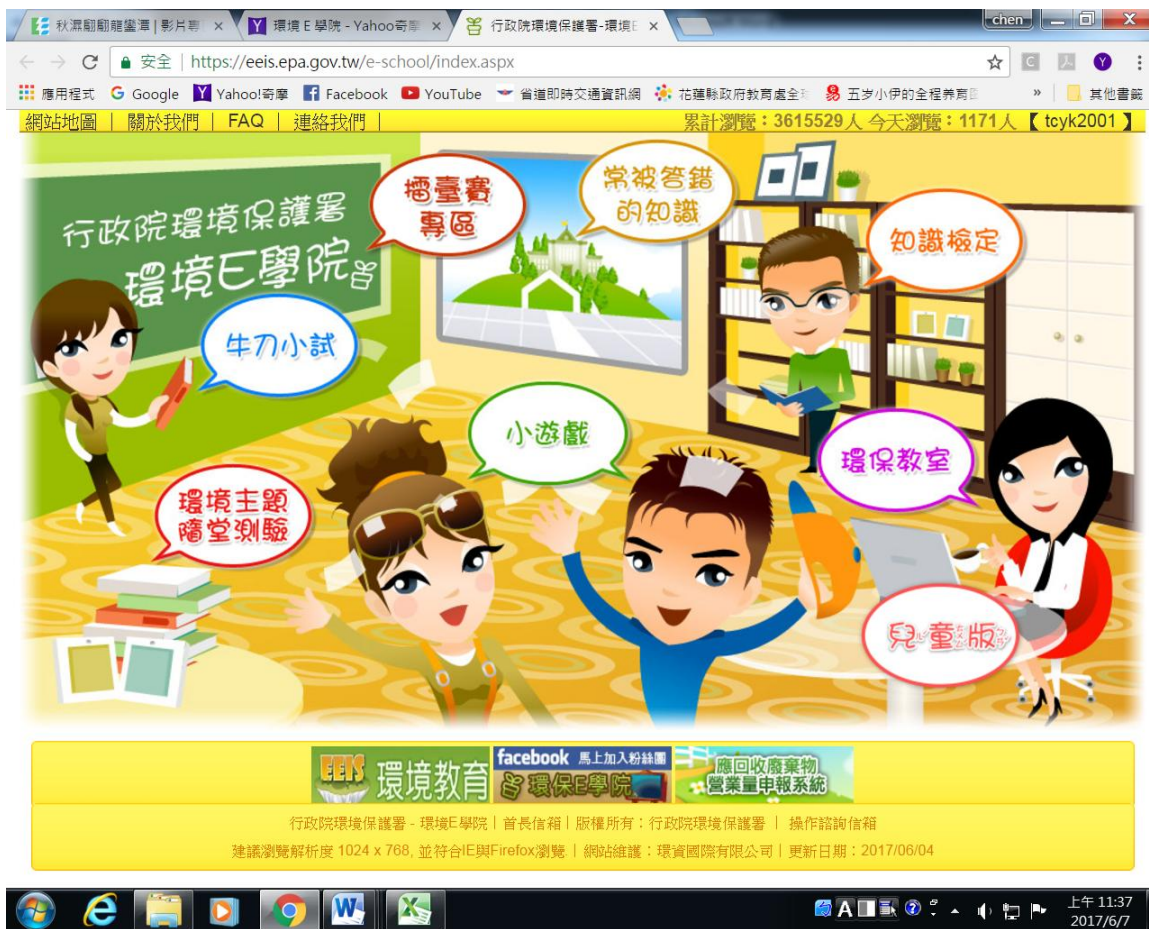 秋濕翩翩龍鑾潭 | 影片專
環境 E 學院 - Yahoo奇摩
行政院環境保護署-環境E
chen
安全 | https://eeis.epa.gov.tw/e-school/index.aspx
應用程式 Google Yahoo!奇摩 Facebook YouTube 省道即時交通資訊網 花蓮縣政府教育處全 五岁小伊的全程养育 » 其他書籤
網站地圖 | 關於我們 | FAQ | 連絡我們 |
累計瀏覽：3615529人 今天瀏覽：1171人 【 tcyk2001 】
行政院環境保護署
環境E學院
擂臺賽
專區
常被答錯
的知識
知識檢定
牛刀小試
小遊戲
環保教室
環境主題
隨堂測驗
兒童版
EEIS 環境教育
facebook 馬上加入粉絲團
環保E學院
應回收廢棄物
營業量申報系統
行政院環境保護署 - 環境E學院 | 首長信箱 | 版權所有：行政院環境保護署 | 操作諮詢信箱
建議瀏覽解析度 1024 x 768, 並符合IE與Firefox瀏覽. | 網站維護：環資國際有限公司 | 更新日期：2017/06/04
上午 11:37
2017/6/7